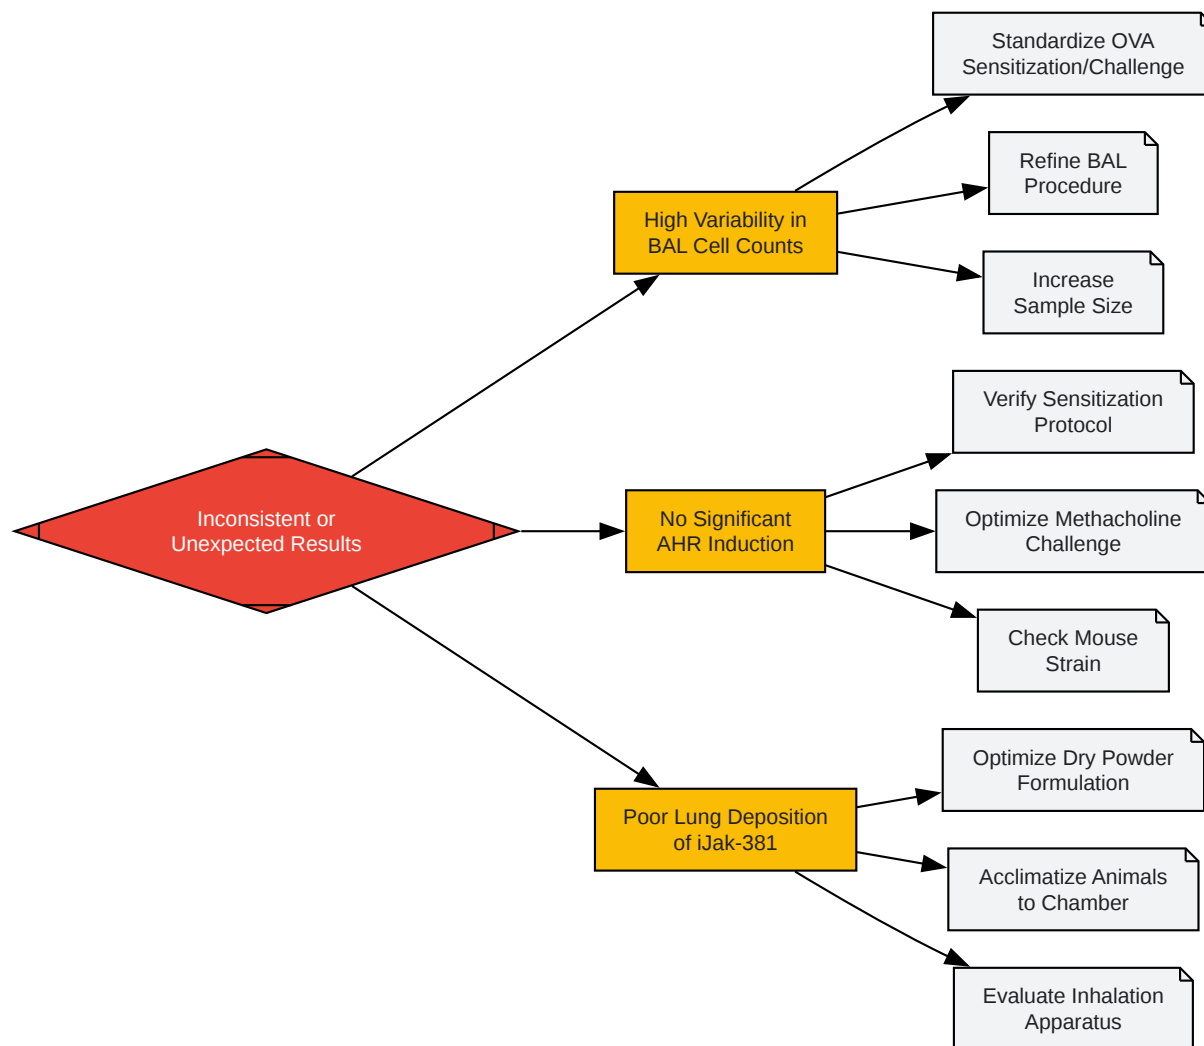 Inconsistent or
Unexpected Results
High Variability in
BAL Cell Counts
Standardize OVA
Sensitization/Challenge
Refine BAL
Procedure
Increase
Sample Size
No Significant
AHR Induction
Verify Sensitization
Protocol
Optimize Methacholine
Challenge
Check Mouse
Strain
Poor Lung Deposition
of iJak-381
Optimize Dry Powder
Formulation
Acclimatize Animals
to Chamber
Evaluate Inhalation
Apparatus